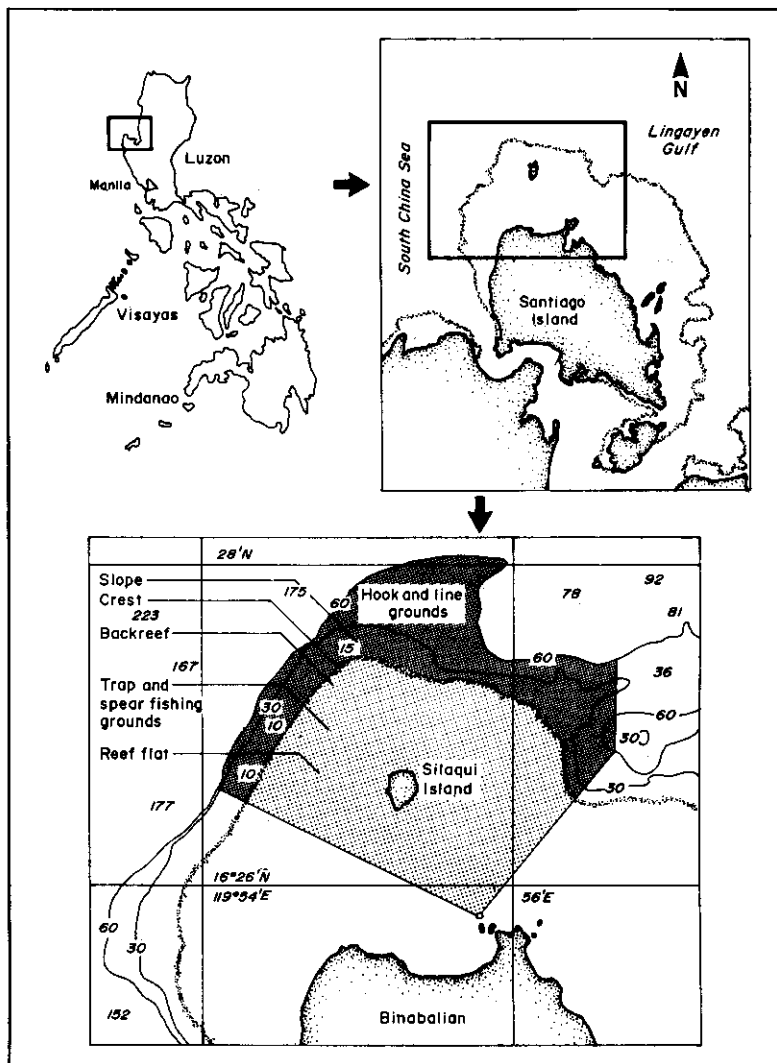 Luzon
Manila
Visayas
Mindanao
N
Lingayen
Gulf
South China Sea
Santiago
Island
28'N
Slope
Crest
Backreef
Trap and
spear fishing
grounds
Reef flat
223
175
167
177
60
Hook and line
grounds
15
30
10
10
78
92
81
60
36
60
30
30
Silaqui
Island
16°26'N
119°54'E
56'E
60
30
152
Binabalian